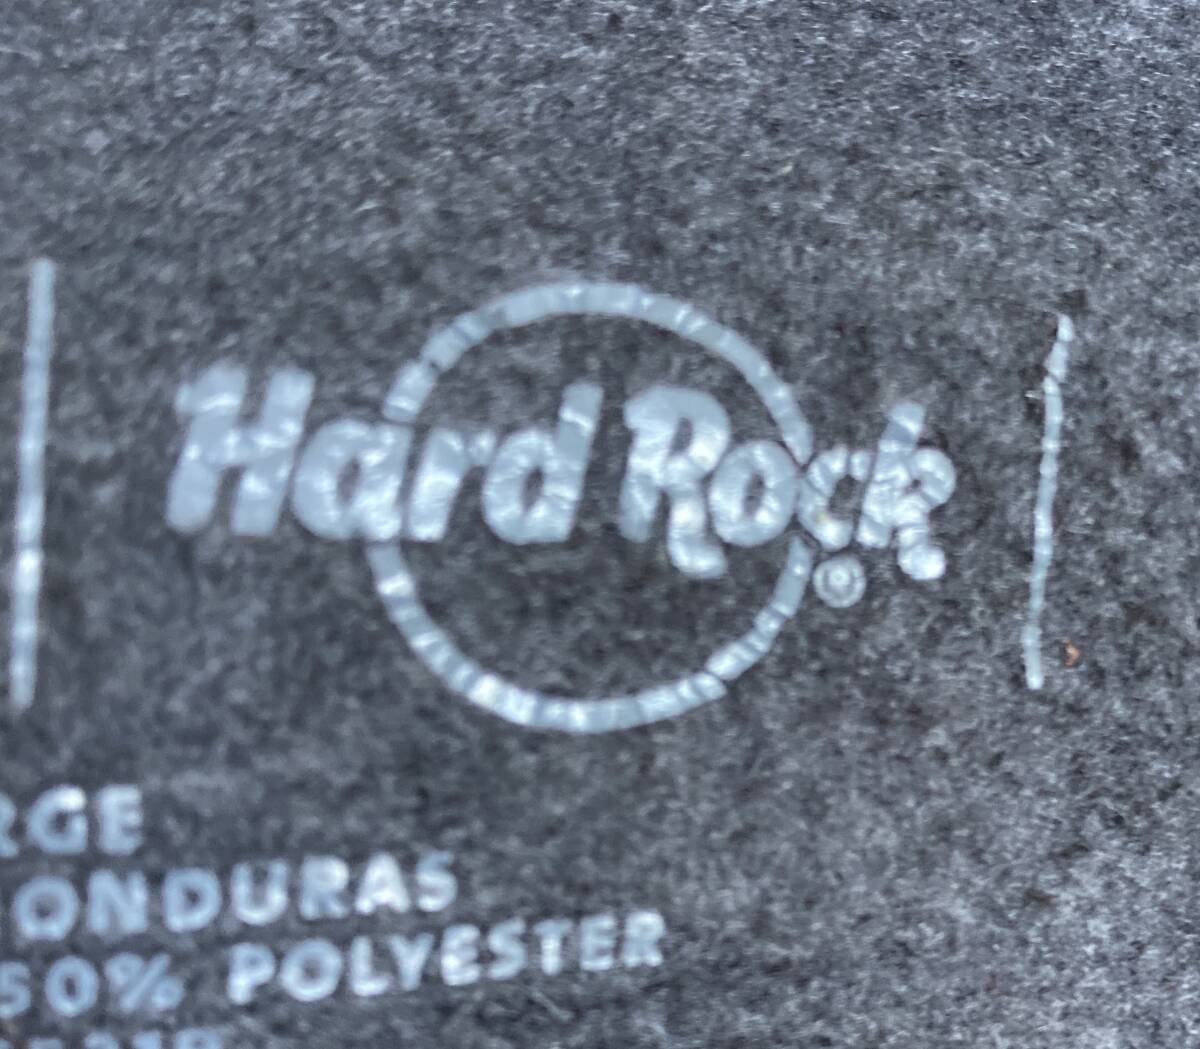 Hard Rock
RGE
ONDURAS
50% POLYESTER